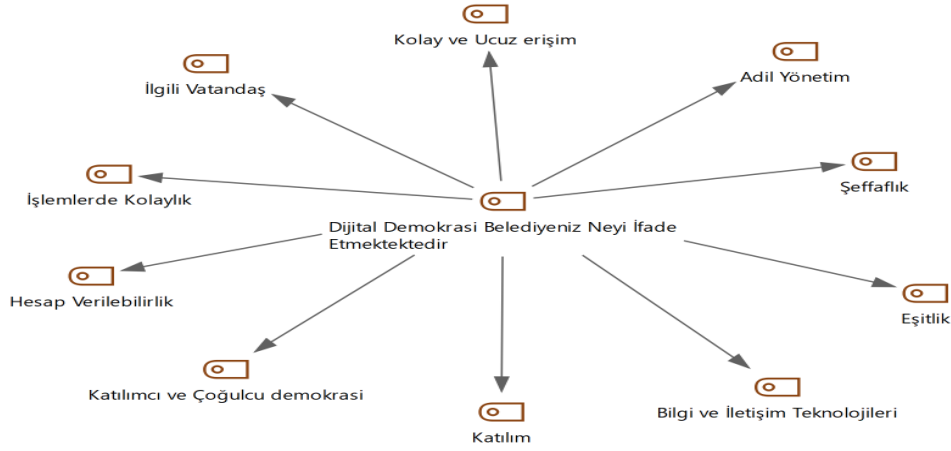 Kolay ve Ucuz erişim
Adil Yönetim
İlgili Vatandaş
Şeffaflık
İşlemlerde Kolaylık
Dijital Demokrasi Belediyeniz Neyi İfade
Etmektektedir
Hesap Verilebilirlik
Eşitlik
Katılımcı ve Çoğulcu demokrasi
Bilgi ve İletişim Teknolojileri
Katılım